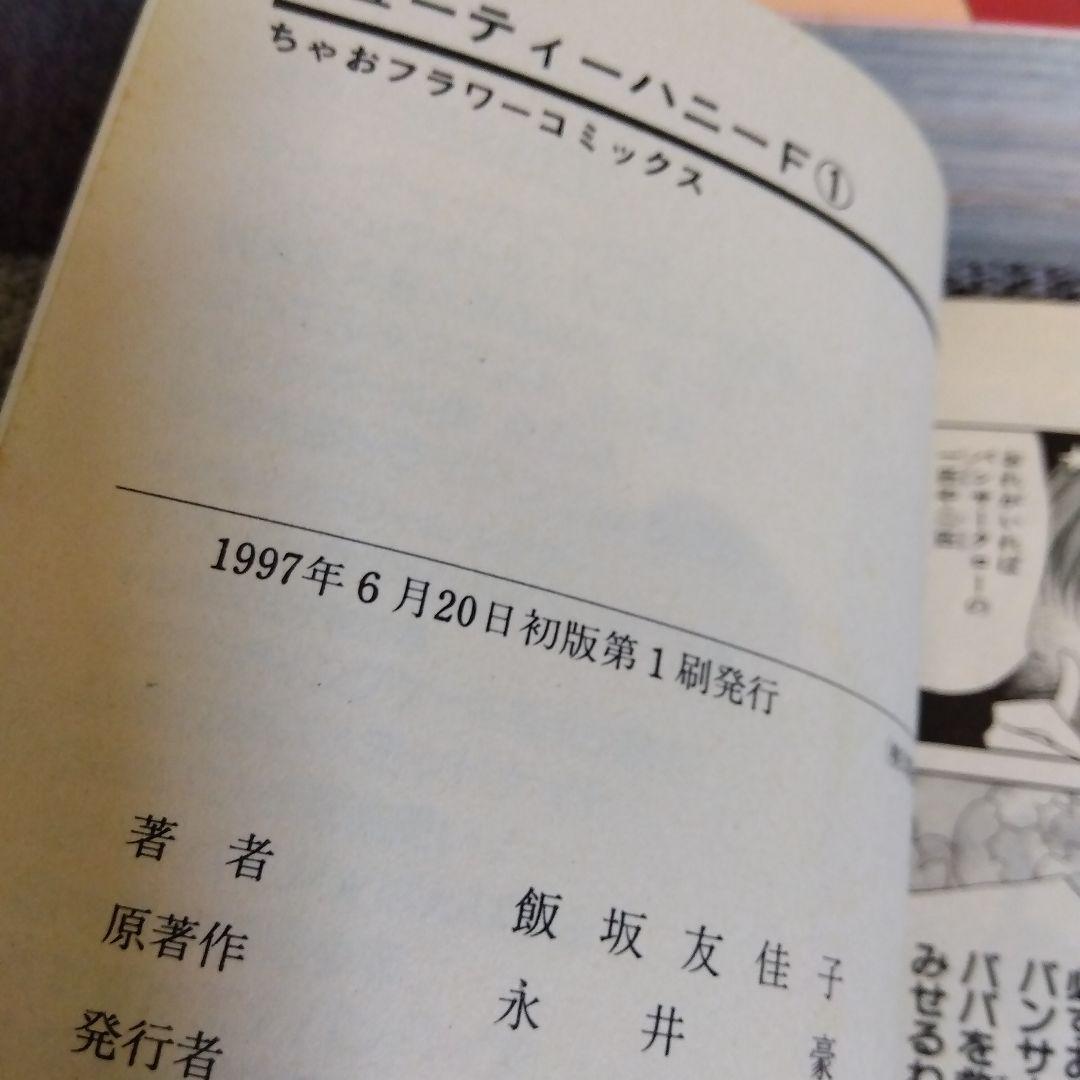 ューティーハニーF①
ちゃおフラワーコミックス
1997年6月20日初版第1刷発行
著者 飯坂友佳子
原著作 永井豪
発行者
パンサ
パパを
みせるわ